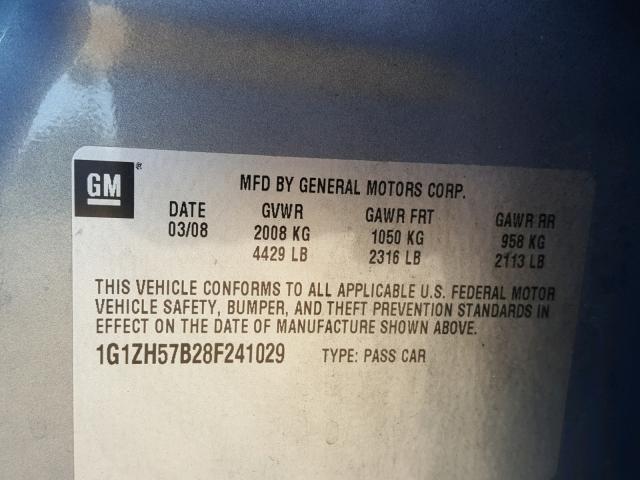 GM ®
MFD BY GENERAL MOTORS CORP.
DATE GVWR GAWR FRT GAWR RR
03/08 2008 KG 1050 KG 958 KG
4429 LB 2316 LB 2113 LB
THIS VEHICLE CONFORMS TO ALL APPLICABLE U.S. FEDERAL MOTOR
VEHICLE SAFETY, BUMPER, AND THEFT PREVENTION STANDARDS IN
EFFECT ON THE DATE OF MANUFACTURE SHOWN ABOVE.
1G1ZH57B28F241029 TYPE: PASS CAR